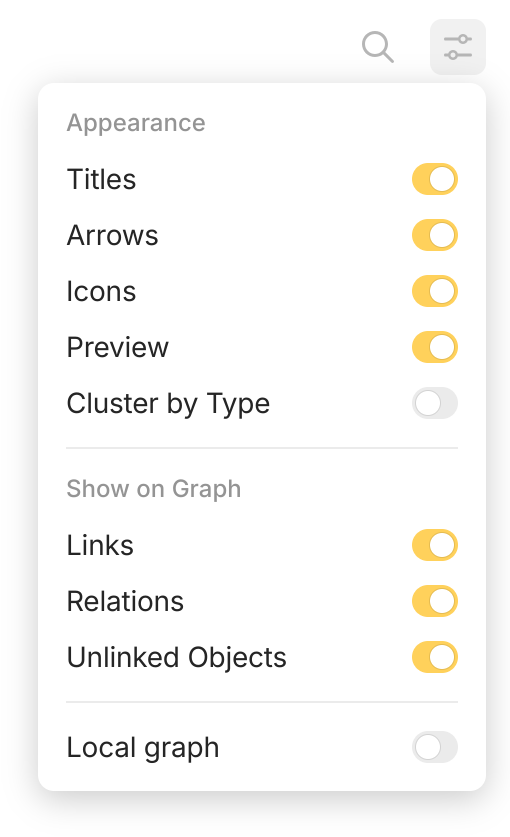 Appearance
Titles
Arrows
Icons
Preview
Cluster by Type
Show on Graph
Links
Relations
Unlinked Objects
Local graph